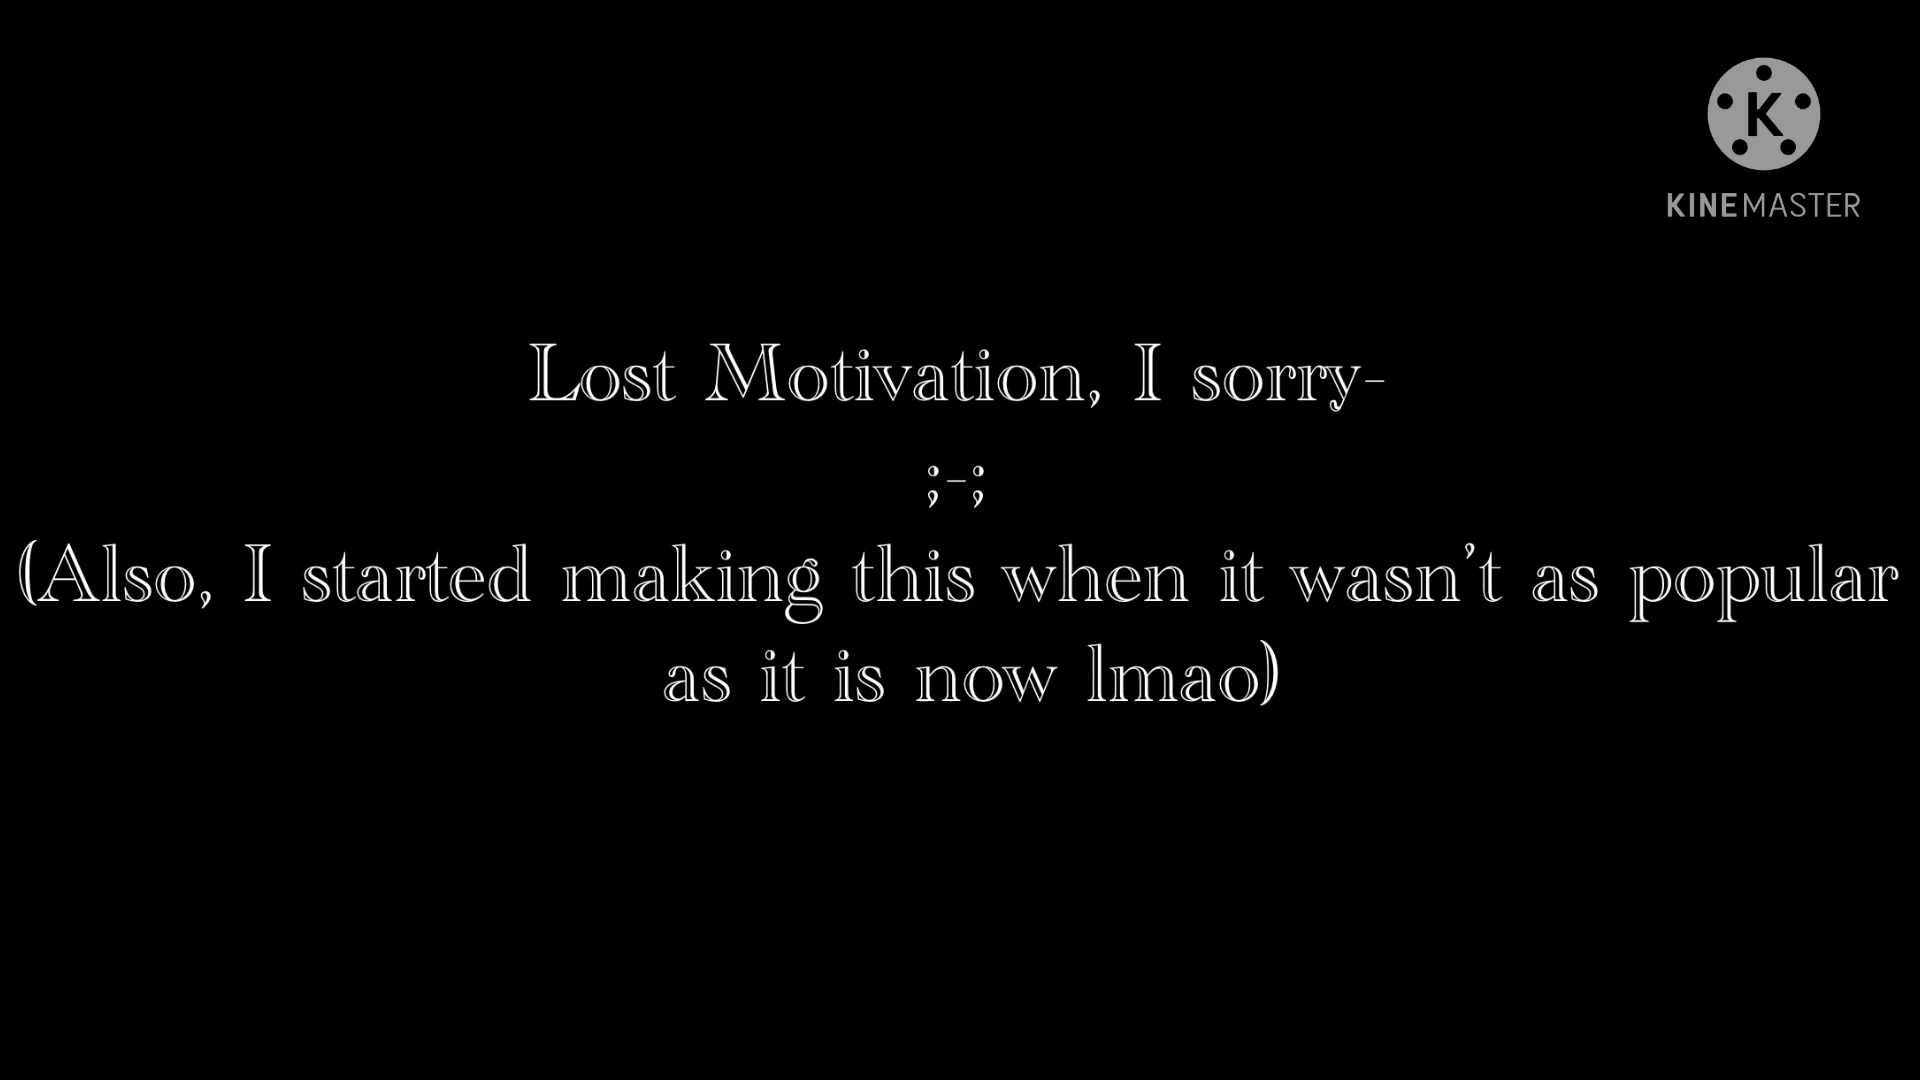 K
KINEMASTER
Lost Motivation, I sorry-
;-;
(Also, I started making this when it wasn't as popular
as it is now lmao)